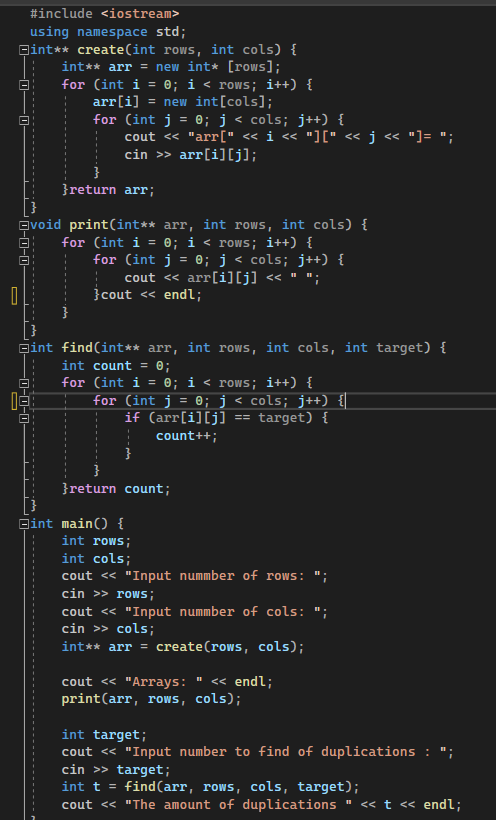 #include <iostream>
using namespace std;
int** create(int rows, int cols) {
int** arr = new int* [rows];
for (int i = 0; i < rows; i++) {
arr[i] = new int[cols];
for (int j = 0; j < cols; j++) {
cout << "arr[" << i << "][" << j << "]= ";
cin >> arr[i][j];
}
}return arr;
}
void print(int** arr, int rows, int cols) {
for (int i = 0; i < rows; i++) {
for (int j = 0; j < cols; j++) {
cout << arr[i][j] << " ";
}cout << endl;
}
}
int find(int** arr, int rows, int cols, int target) {
int count = 0;
for (int i = 0; i < rows; i++) {
for (int j = 0; j < cols; j++) {
if (arr[i][j] == target) {
count++;
}
}
}return count;
}
int main() {
int rows;
int cols;
cout << "Input nummber of rows: ";
cin >> rows;
cout << "Input nummber of cols: ";
cin >> cols;
int** arr = create(rows, cols);
cout << "Arrays: " << endl;
print(arr, rows, cols);
int target;
cout << "Input number to find of duplications : ";
cin >> target;
int t = find(arr, rows, cols, target);
cout << "The amount of duplications " << t << endl;